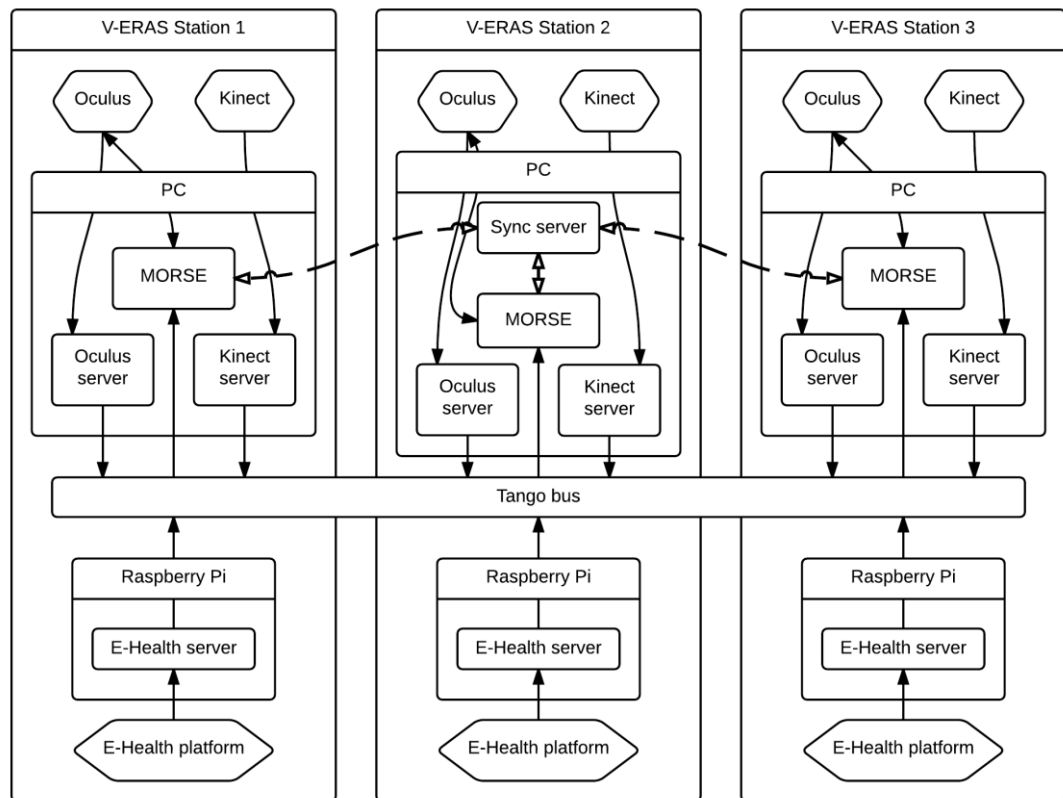 V-ERAS Station 1
V-ERAS Station 2
V-ERAS Station 3
Oculus
Kinect
Oculus
Kinect
Oculus
Kinect
PC
PC
PC
Sync server
MORSE
MORSE
MORSE
Oculus
server
Kinect
server
Oculus
server
Kinect
server
Oculus
server
Kinect
server
Tango bus
Raspberry Pi
Raspberry Pi
Raspberry Pi
E-Health server
E-Health server
E-Health server
E-Health platform
E-Health platform
E-Health platform